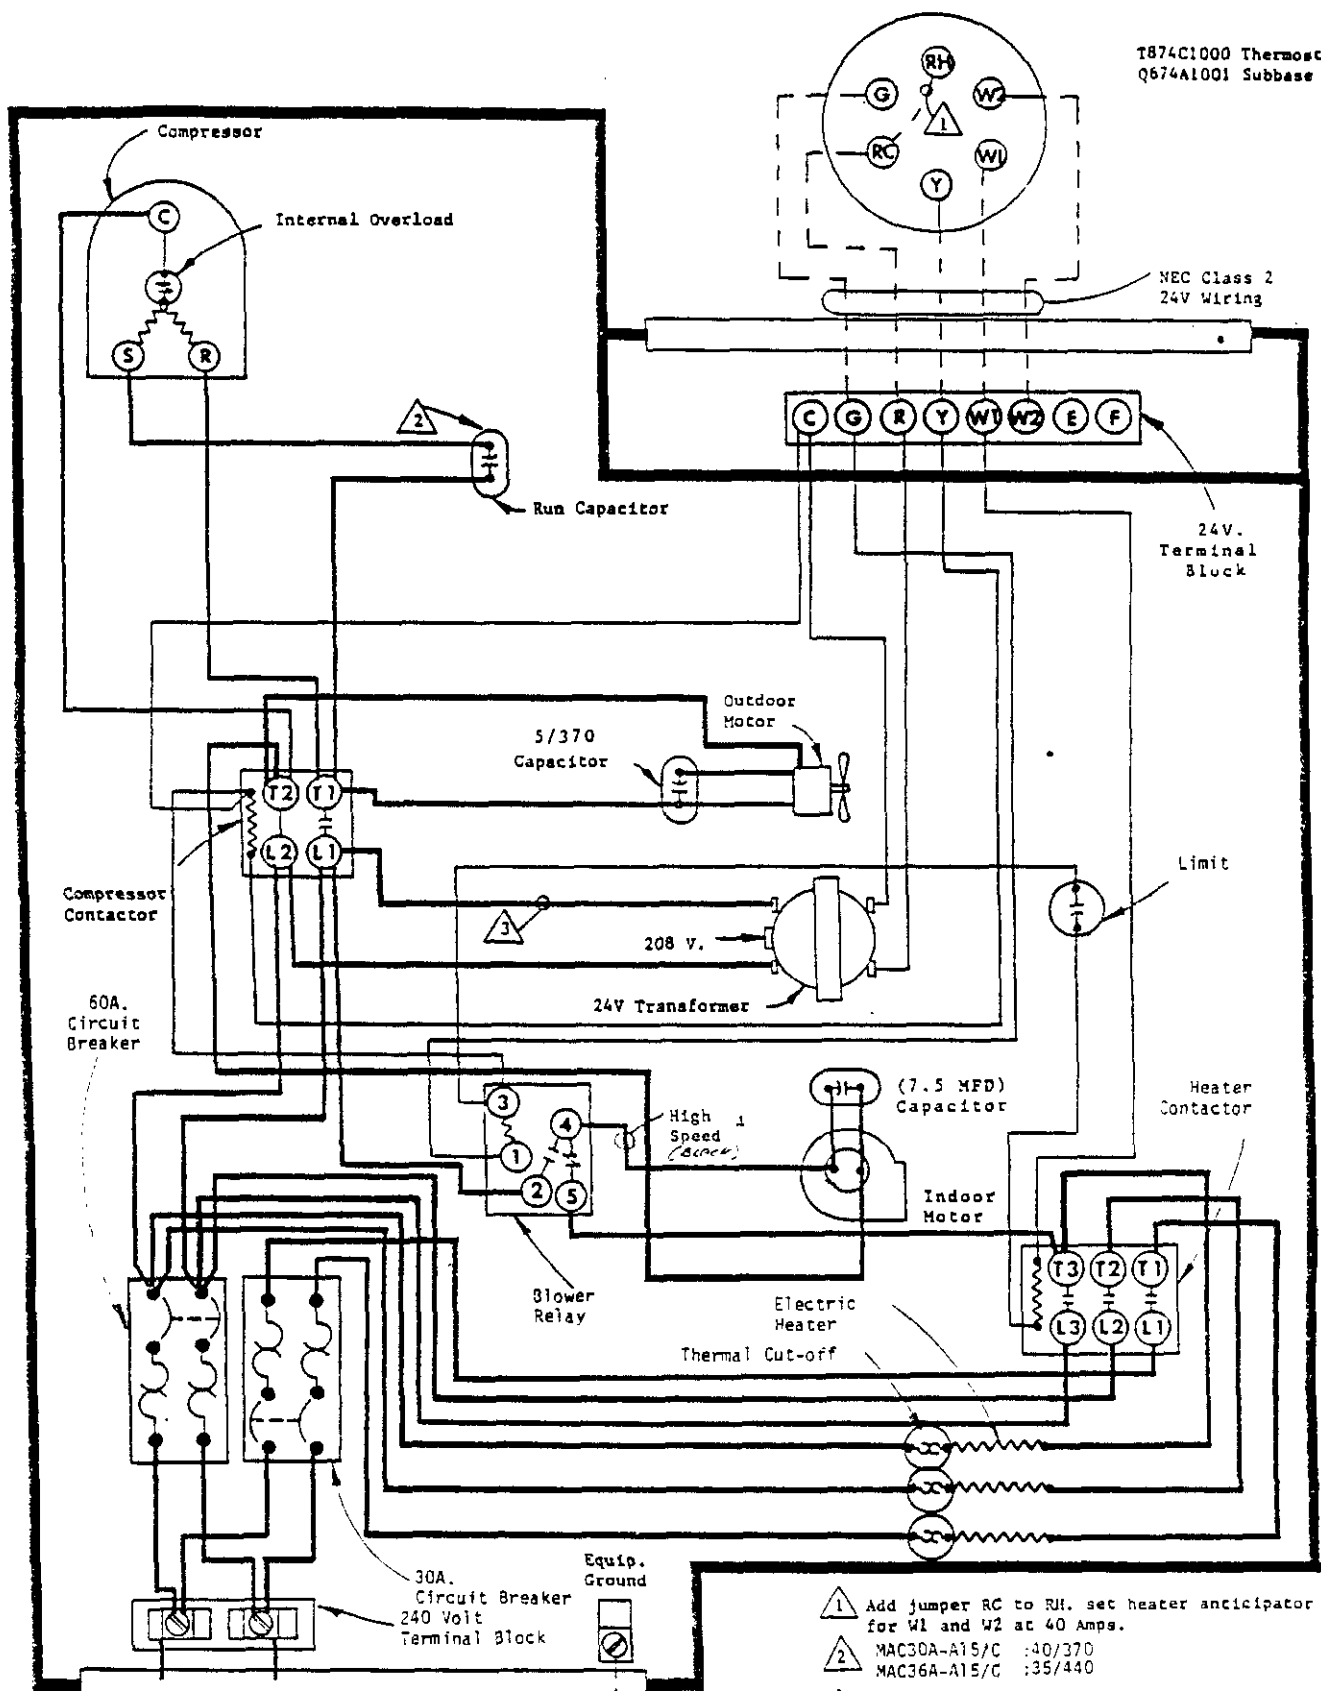 T874C1000 Thermost
Q674A1001 Subbase
RH
G
W2
1
RC
W1
Y
Compressor
C
Internal Overload
S
R
NEC Class 2
24V Wiring
2
C G R Y W1 W2 E F
Run Capacitor
24V.
Terminal
Block
Outdoor
Motor
5/370
Capacitor
T2 T1
L2 L1
Compressor
Contactor
Limit
3
208 V.
24V Transformer
60A.
Circuit
Breaker
(7.5 MFD)
Capacitor
Heater
Contactor
3
4
1
2
5
High
Speed
(BLACK)
Indoor
Motor
Blower
Relay
T3 T2 T1
L3 L2 L1
Electric
Heater
Thermal Cut-off
30A.
Circuit Breaker
240 Volt
Terminal Block
Equip.
Ground
1 Add jumper RC to RH. set heater anticipator
for W1 and W2 at 40 Amps.
2 MAC30A-A15/C :40/370
MAC36A-A15/C :35/440